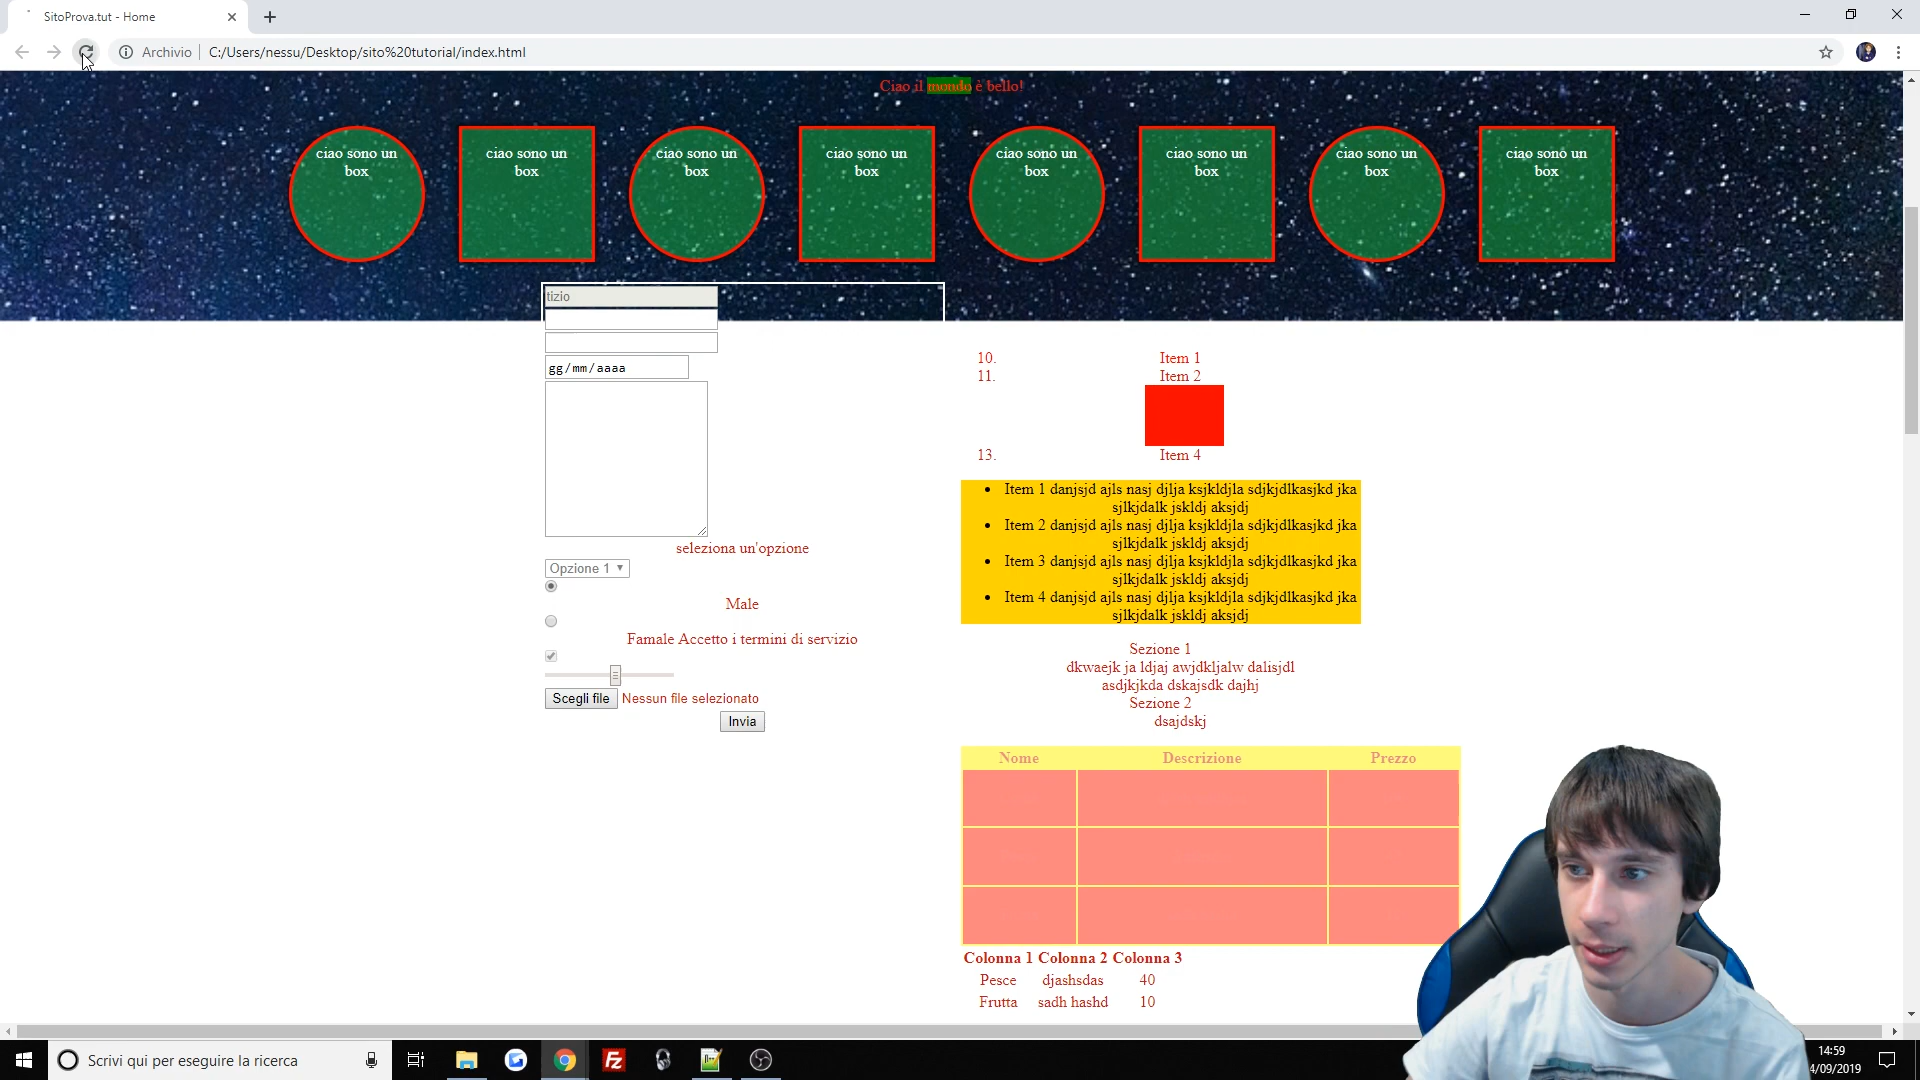 SitoProva.tut - Home
Archivio
C:/Users/nessu/Desktop/sito%20tutorial/index.html
Ciao il mondo è bello!
ciao sono un
box
ciao sono un
box
ciao sono un
box
ciao sono un
box
ciao sono un
box
ciao sono un
box
ciao sono un
box
ciao sono un
box
tizio
gg/mm/aaaa
seleziona un'opzione
Opzione 1
Male
Famale Accetto i termini di servizio
Scegli file Nessun file selezionato
Invia
10. Item 1
11. Item 2
13. Item 4
• Item 1 danjsjd ajls nasj djlja ksjkldjla sdjkjdlkasjkd jka
sjlkjdalk jskldj aksjdj
• Item 2 danjsjd ajls nasj djlja ksjkldjla sdjkjdlkasjkd jka
sjlkjdalk jskldj aksjdj
• Item 3 danjsjd ajls nasj djlja ksjkldjla sdjkjdlkasjkd jka
sjlkjdalk jskldj aksjdj
• Item 4 danjsjd ajls nasj djlja ksjkldjla sdjkjdlkasjkd jka
sjlkjdalk jskldj aksjdj
Sezione 1
dkwaejk ja ldjaj awjdkljalw dalisjdl
asdjkjkda dskajsdk dajhj
Sezione 2
dsajdskj
Nome Descrizione Prezzo
Colonna 1 Colonna 2 Colonna 3
Pesce djashsdas 40
Frutta sadh hashd 10
Scrivi qui per eseguire la ricerca
14:59
4/09/2019